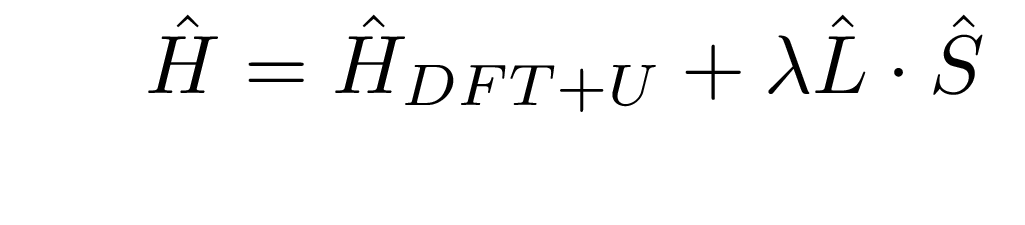 Ĥ = Ĥ_{DFT+U} + λL̂ · Ŝ